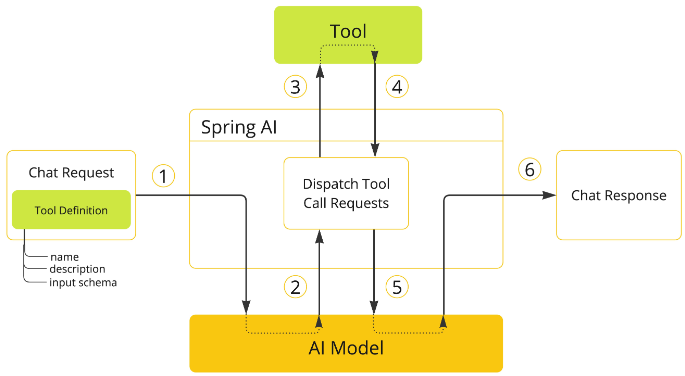 Tool
3
4
Spring AI
Chat Request
1
6
Tool Definition
Dispatch Tool
Call Requests
Chat Response
name
description
input schema
2
5
AI Model